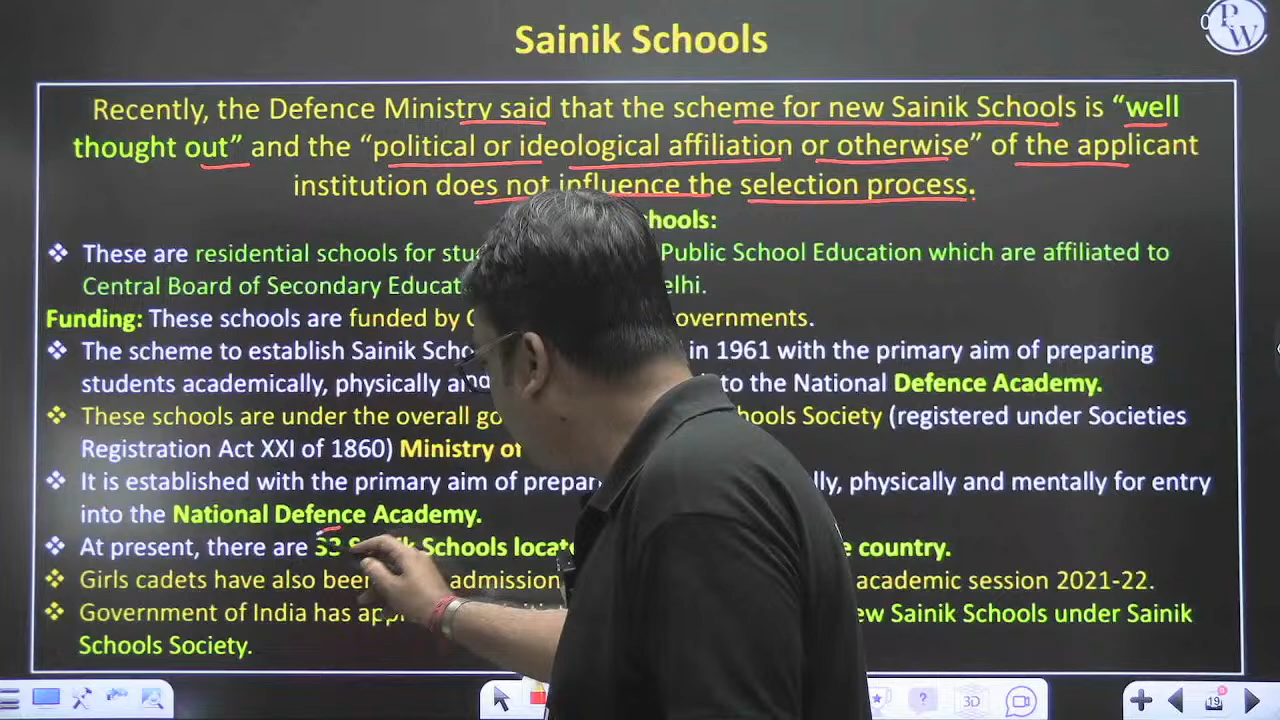 Sainik Schools
PW
Recently, the Defence Ministry said that the scheme for new Sainik Schools is “well
thought out” and the “political or ideological affiliation or otherwise” of the applicant
institution does not influence the selection process.
chools:
These are residential schools for stu Public School Education which are affiliated to
Central Board of Secondary Educat elhi.
Funding: These schools are funded by overnments.
The scheme to establish Sainik Scho in 1961 with the primary aim of preparing
students academically, physically and to the National Defence Academy.
These schools are under the overall go hools Society (registered under Societies
Registration Act XXI of 1860) Ministry of
It is established with the primary aim of prepar lly, physically and mentally for entry
into the National Defence Academy.
At present, there are 33 Schools locat country.
Girls cadets have also been admission academic session 2021-22.
Government of India has app ew Sainik Schools under Sainik
Schools Society.
3D
19